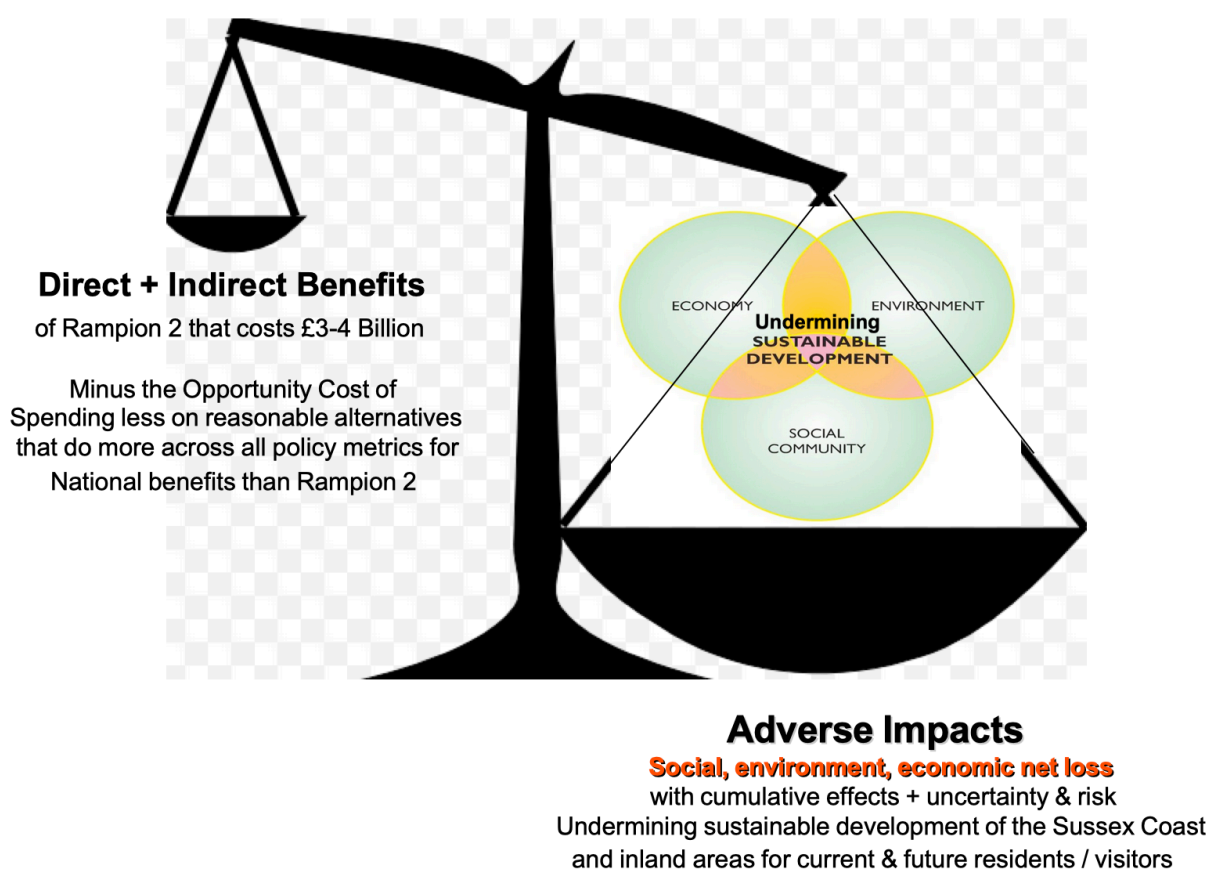 Direct + Indirect Benefits
of Rampion 2 that costs £3-4 Billion
Minus the Opportunity Cost of
Spending less on reasonable alternatives
that do more across all policy metrics for
National benefits than Rampion 2
ECONOMY
ENVIRONMENT
Undermining
SUSTAINABLE
DEVELOPMENT
SOCIAL
COMMUNITY
Adverse Impacts
Social, environment, economic net loss
with cumulative effects + uncertainty & risk
Undermining sustainable development of the Sussex Coast
and inland areas for current & future residents / visitors